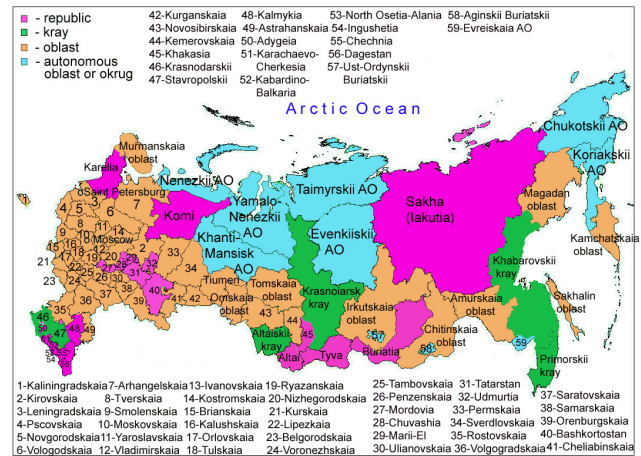 - republic
- kray
- oblast
- autonomous
oblast or okrug
42-Kurganskaia
43-Novosibirskaia
44-Kemerovskaia
45-Khakasia
46-Krasnodarskii
47-Stavropolskii
48-Kalmykia
49-Astrahanskaia
50-Adygeia
51-Karachaevo-
Cherkesia
52-Kabardino-
Balkaria
53-North Osetia-Alania
54-Ingushetia
55-Chechnia
56-Dagestan
57-Ust-Ordynskii
Buriatskii
58-Aginskii Buriatskii
59-Evreiskaia AO
Arctic Ocean
Murmanskaia
oblast
Karelia
Nenezkii AO
Saint Petersburg
Moscow
Komi
Yamalo-
Nenezkii
AO
Khanti-
Mansisk
AO
Taimyrskii AO
Evenkiiskii
AO
Sakha
(Iakutia)
Chukotskii AO
Koriakskii
AO
Magadan
oblast
Kamchatskaia
oblast
Khabarovskii
kray
Sakhalin
oblast
Primorskii
kray
Amurskaia
oblast
Chitinskaia
oblast
Buriatia
Irkutskaia
oblast
Krasnoiarsk
kray
Tomskaia
oblast
Tiumen
Omskaia
oblast
Altaiskii
kray
Altai
Tyva
1-Kaliningradskaia
2-Kirovskaia
3-Leningradskaia
4-Pscovskaia
5-Novgorodskaia
6-Vologodskaia
7-Arhangelskaia
8-Tverskaia
9-Smolenskaia
10-Moskovskaia
11-Yaroslavskaia
12-Vladimirskaia
13-Ivanovskaia
14-Kostromskaia
15-Brianskaia
16-Kalushskaia
17-Orlovskaia
18-Tulskaia
19-Ryazanskaia
20-Nizhegorodskaia
21-Kurskaia
22-Lipezkaia
23-Belgorodskaia
24-Voronezhskaia
25-Tambovskaia
26-Penzenskaia
27-Mordovia
28-Chuvashia
29-Marii-El
30-Ulianovskaia
31-Tatarstan
32-Udmurtia
33-Permskaia
34-Sverdlovskaia
35-Rostovskaia
36-Volgogradskaia
37-Saratovskaia
38-Samarskaia
39-Orenburgskaia
40-Bashkortostan
41-Cheliabinskaia